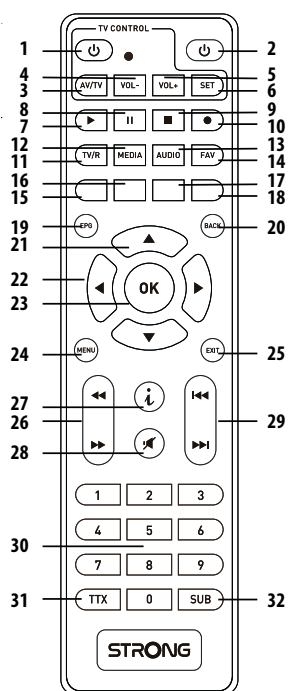 TV CONTROL
1 2
4 5
AV/TV VOL- VOL+ SET
3 6
8 9
7 10
12 13
TV/R MEDIA AUDIO FAV
11 14
16 17
15 18
19 EPG BACK 20
21
22 OK
23
24 MENU EXIT 25
27 i
26 29
28
1 2 3
4 5 6
30
7 8 9
31 TTX 0 SUB 32
STRONG